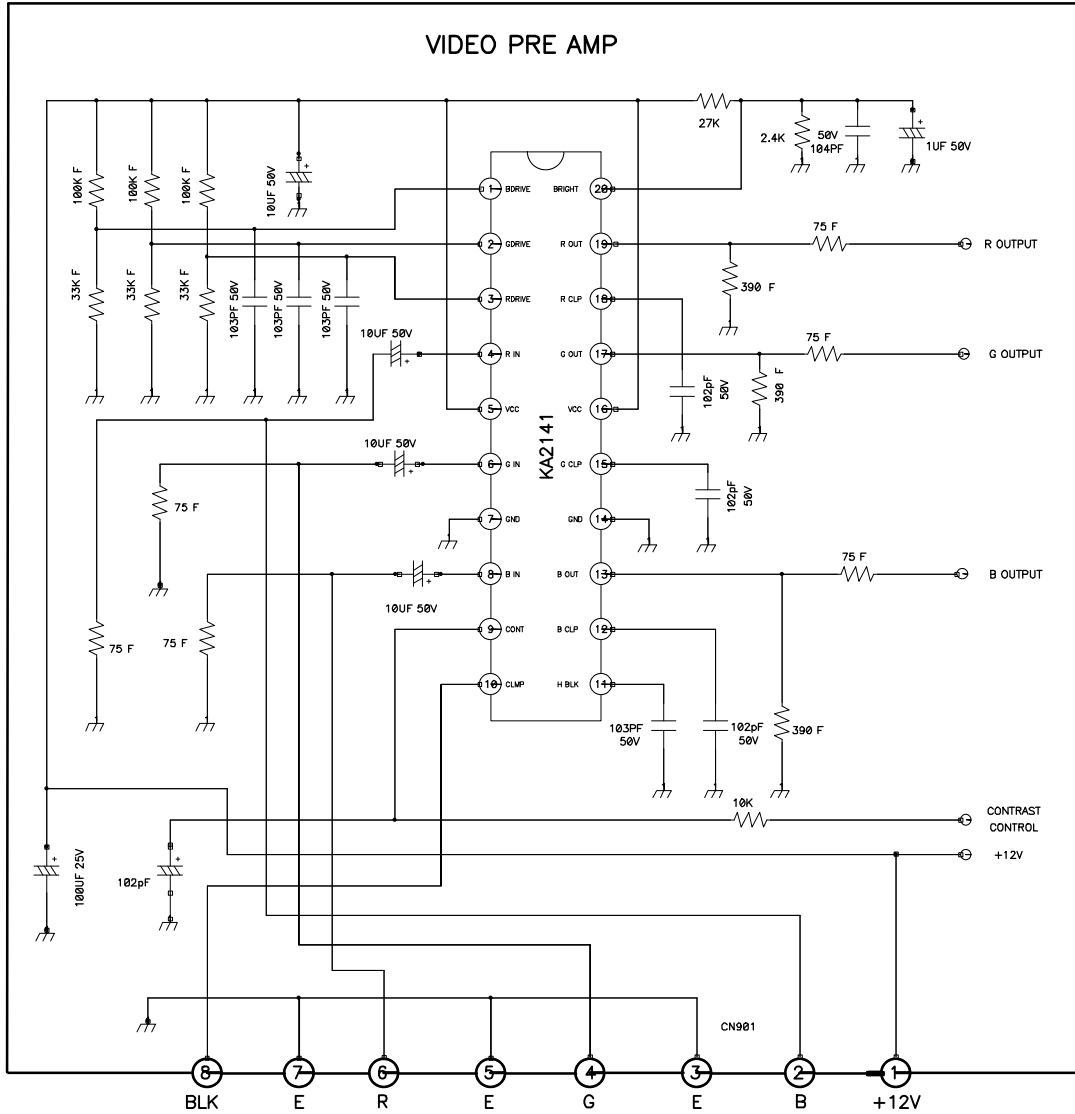 VIDEO PRE AMP
27K
2.4K
50V
104PF
1UF 50V
100K F
100K F
100K F
10UF 50V
1 BDRIVE
BRIGHT 20
2 GDRIVE
R OUT 19
75 F
R OUTPUT
33K F
33K F
33K F
103PF 50V
103PF 50V
103PF 50V
3 RDRIVE
R CLP 18
390 F
10UF 50V
4 R IN
G OUT 17
75 F
G OUTPUT
102pF
50V
390 F
5 VCC
VCC 16
KA2141
10UF 50V
6 G IN
G CLP 15
102pF
50V
75 F
7 GND
GND 14
75 F
8 B IN
B OUT 13
B OUTPUT
10UF 50V
9 CONT
B CLP 12
75 F
75 F
10 CLMP
H BLK 11
103PF
50V
102pF
50V
390 F
10K
CONTRAST
CONTROL
+12V
100UF 25V
102pF
CN901
8
7
6
5
4
3
2
1
BLK
E
R
E
G
E
B
+12V